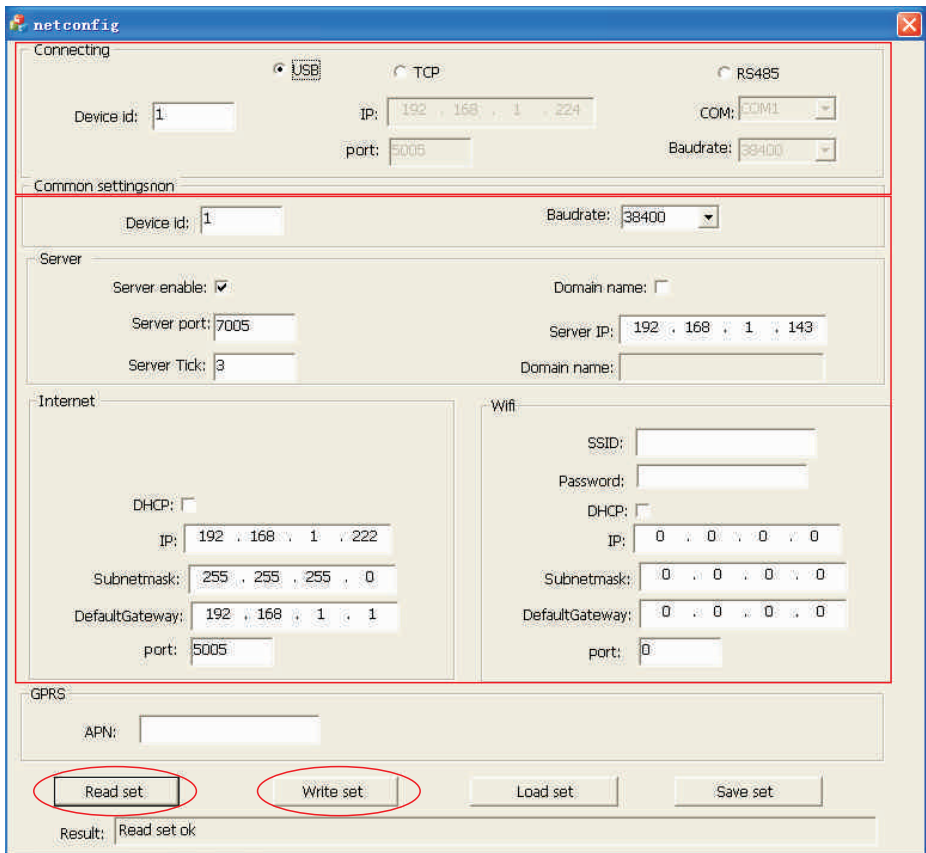 netconfig
Connecting
USB TCP RS485
Device id: 1 IP: 192 . 168 . 1 . 224 COM: COM1
port: 5005 Baudrate: 38400
Common settingsnon
Device id: 1 Baudrate: 38400
Server
Server enable: Domain name:
Server port: 7005 Server IP: 192 . 168 . 1 . 143
Server Tick: 3 Domain name:
Internet
DHCP:
IP: 192 . 168 . 1 . 222
Subnetmask: 255 . 255 . 255 . 0
DefaultGateway: 192 . 168 . 1 . 1
port: 5005
Wifi
SSID:
Password:
DHCP:
IP: 0 . 0 . 0 . 0
Subnetmask: 0 . 0 . 0 . 0
DefaultGateway: 0 . 0 . 0 . 0
port: 0
GPRS
APN:
Read set Write set Load set Save set
Result: Read set ok